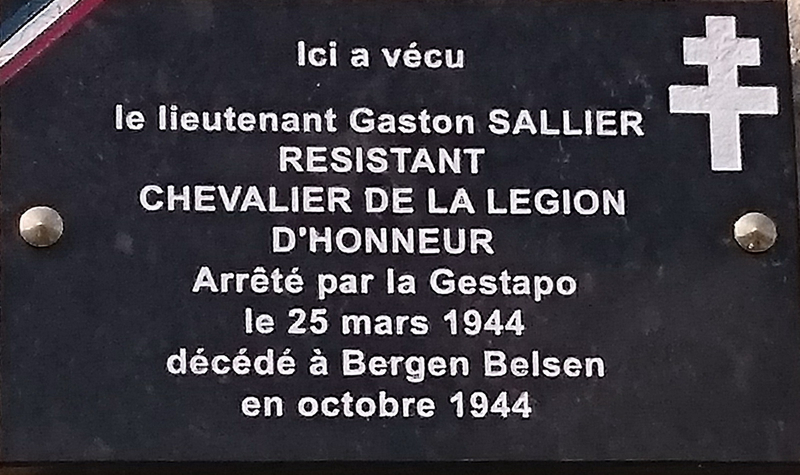 Ici a vécu
le lieutenant Gaston SALLIER
RESISTANT
CHEVALIER DE LA LEGION
D'HONNEUR
Arrêté par la Gestapo
le 25 mars 1944
décédé à Bergen Belsen
en octobre 1944